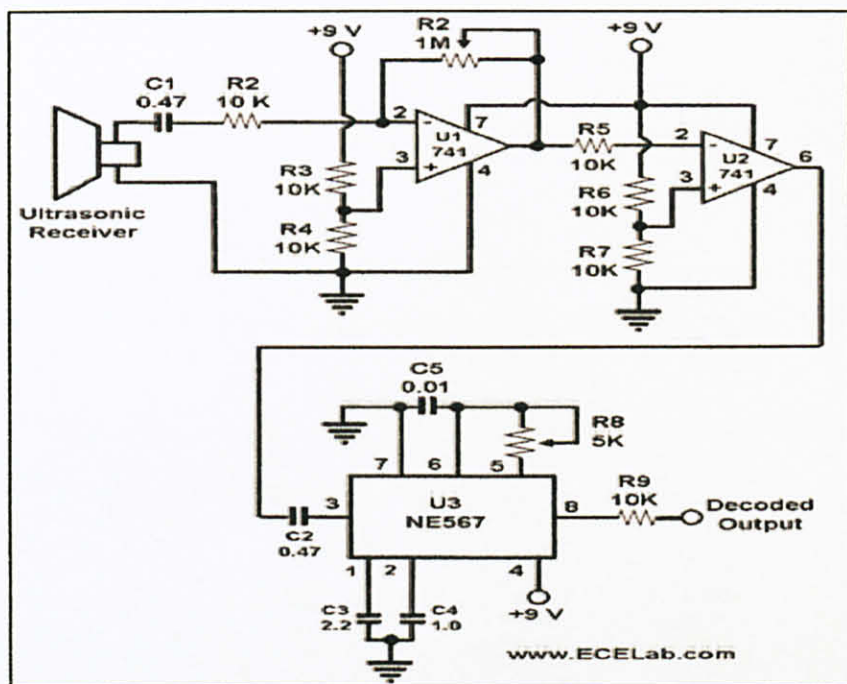 +9 V
R2
1M
+9 V
C1
0.47
R2
10 K
2
-
7
U1
741
3
+
4
R3
10K
R4
10K
R5
10K
2
-
7
U2
741
6
3
+
4
R6
10K
R7
10K
Ultrasonic
Receiver
C5
0.01
R8
5K
7
6
5
R9
10K
3
U3
NE567
8
Decoded
Output
C2
0.47
1
2
4
C3
2.2
C4
1.0
+9 V
www.ECELab.com